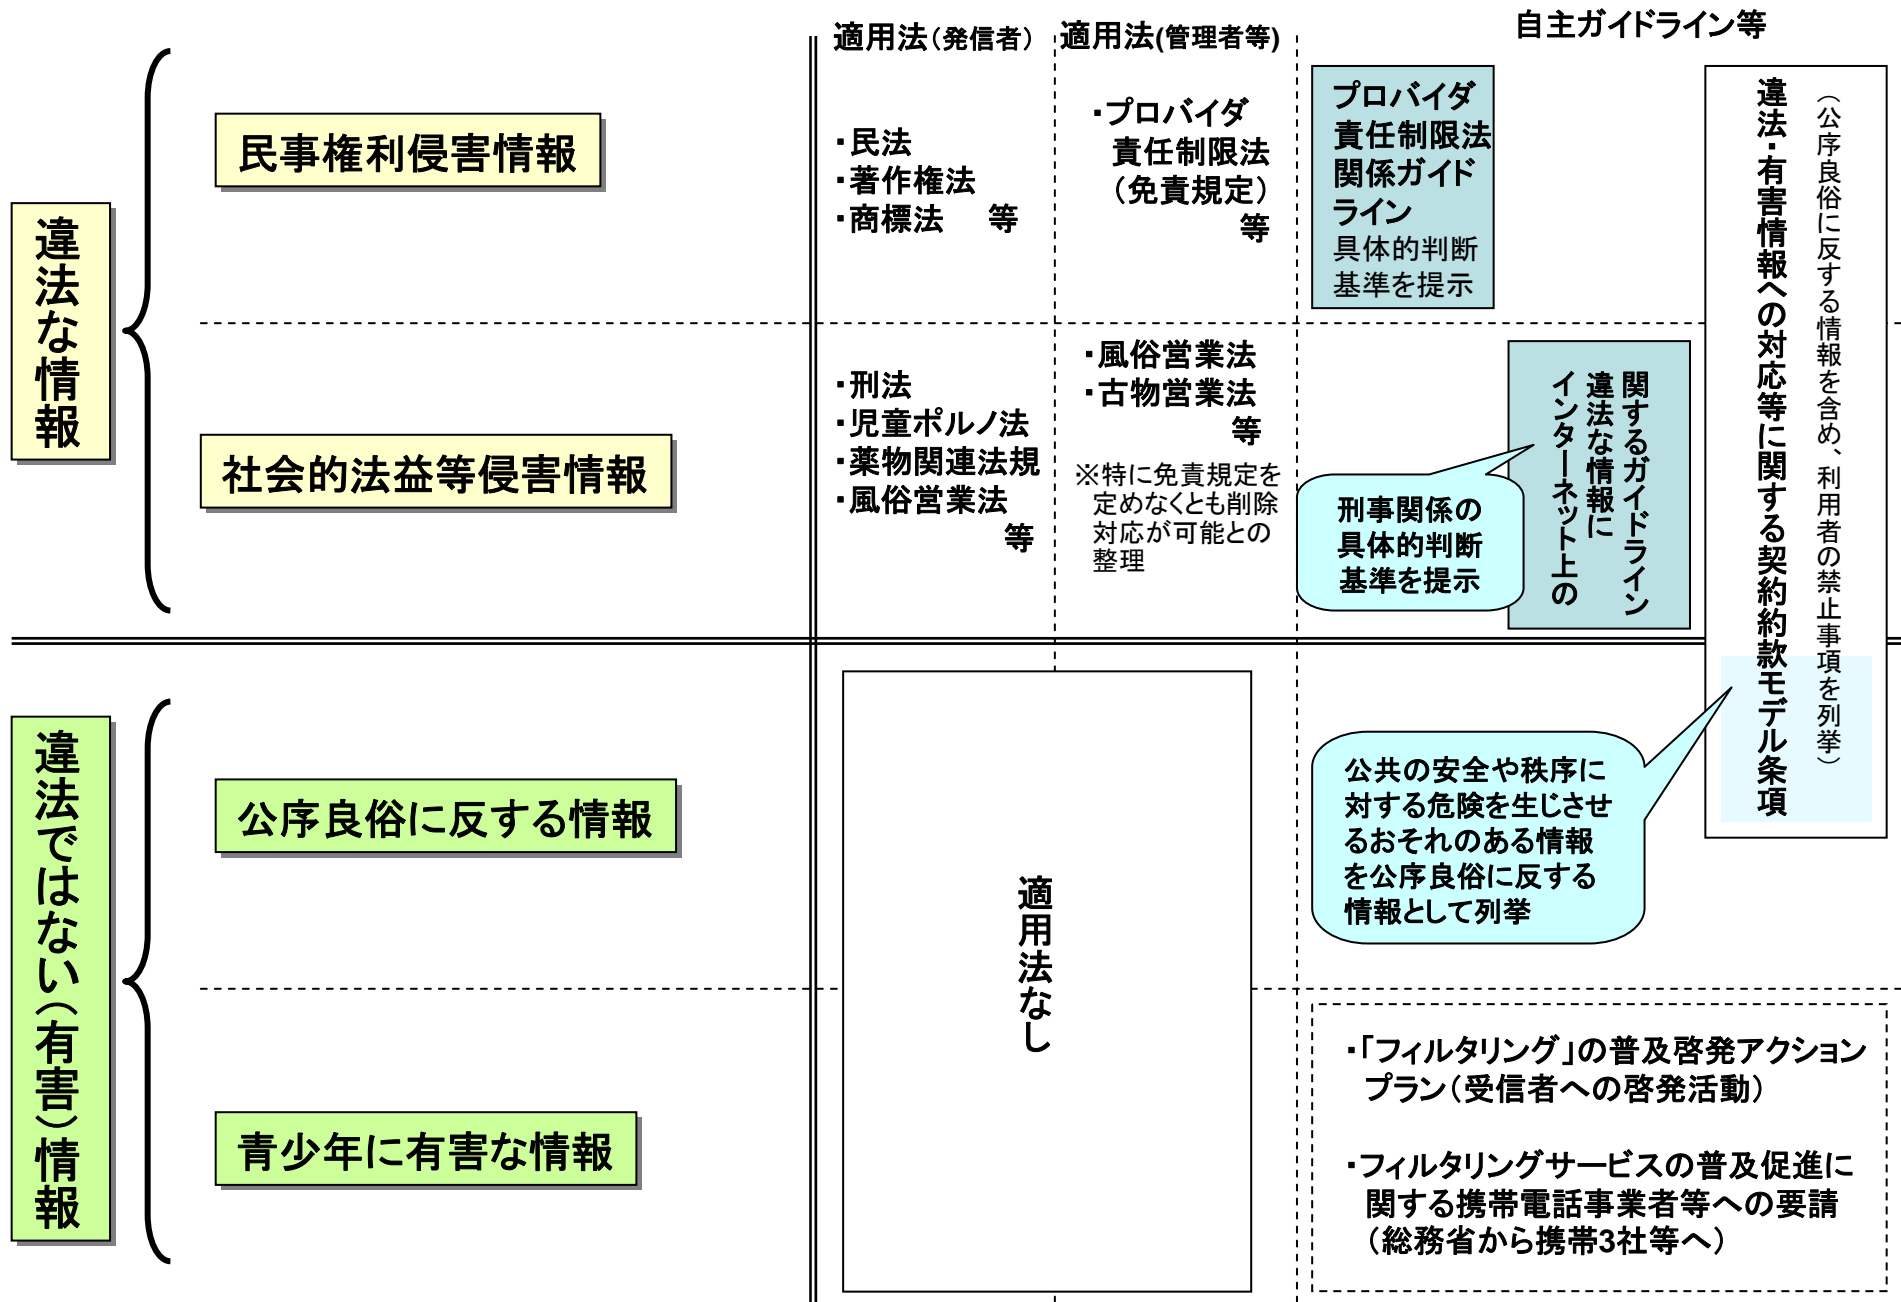 適用法（発信者）
適用法(管理者等)
自主ガイドライン等
違法な情報
民事権利侵害情報
・民法
・著作権法
・商標法　等
・プロバイダ
責任制限法
（免責規定）
等
プロバイダ
責任制限法
関係ガイド
ライン
具体的判断
基準を提示
社会的法益等侵害情報
・刑法
・児童ポルノ法
・薬物関連法規
・風俗営業法
等
・風俗営業法
・古物営業法
等
※特に免責規定を
定めなくとも削除
対応が可能との
整理
刑事関係の
具体的判断
基準を提示
インターネット上の
違法な情報に
関するガイドライン
違法・有害情報への対応等に関する契約約款モデル条項
（公序良俗に反する情報を含め、利用者の禁止事項を列挙）
違法ではない（有害）情報
公序良俗に反する情報
適用法なし
公共の安全や秩序に
対する危険を生じさせ
るおそれのある情報
を公序良俗に反する
情報として列挙
青少年に有害な情報
・「フィルタリング」の普及啓発アクション
プラン（受信者への啓発活動）
・フィルタリングサービスの普及促進に
関する携帯電話事業者等への要請
（総務省から携帯3社等へ）